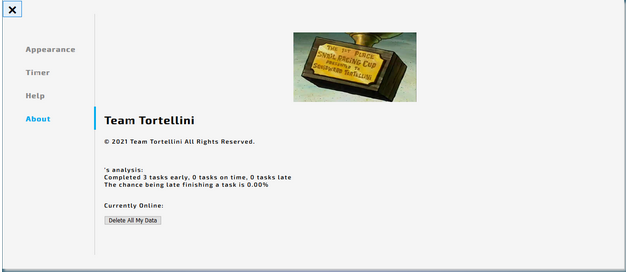 ×
Appearance
Timer
Help
About
THE 1ST PLACE
SNAIL RACING CUP
PRESENTED TO
SQUIDWARD TORTELLINI
Team Tortellini
© 2021 Team Tortellini All Rights Reserved.
's analysis:
Completed 3 tasks early, 0 tasks on time, 0 tasks late
The chance being late finishing a task is 0.00%
Currently Online:
Delete All My Data